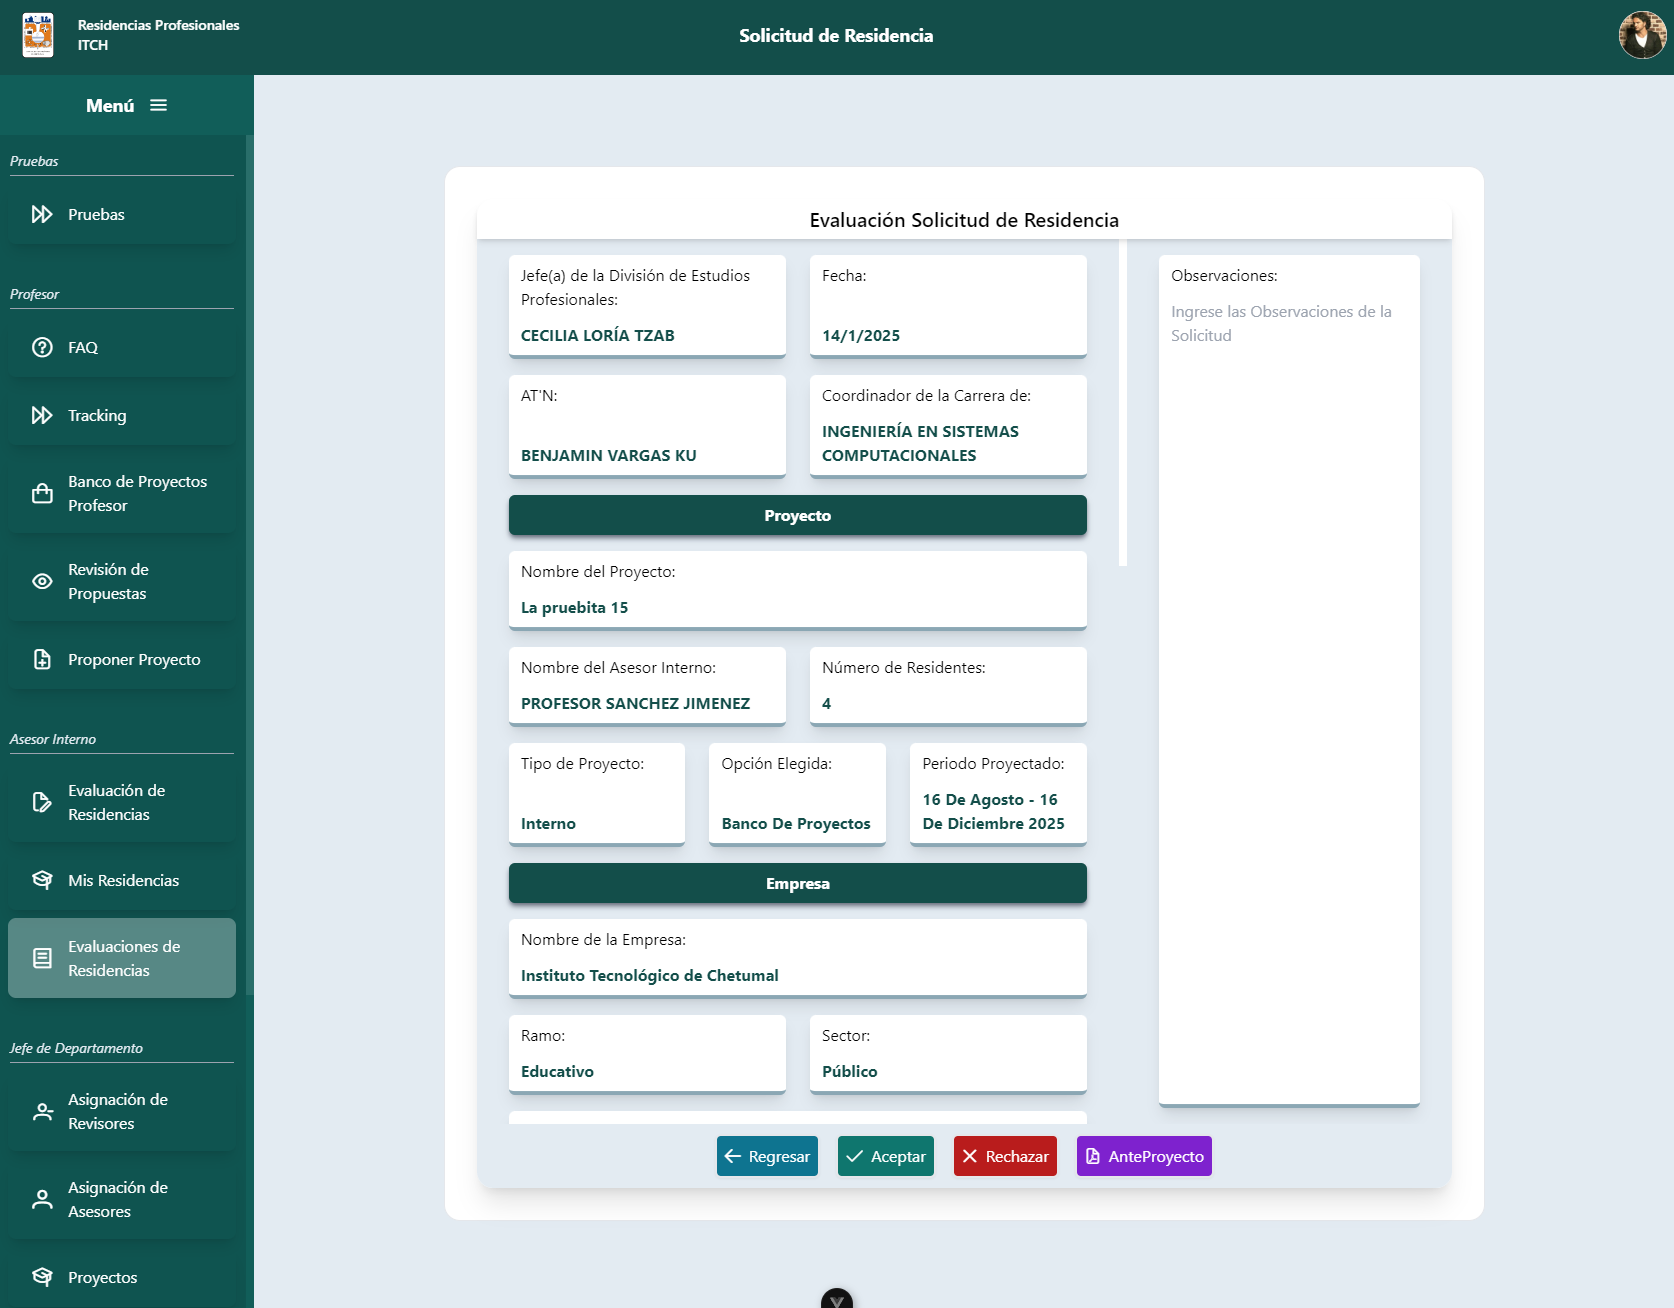 Residencias Profesionales
ITCH
Solicitud de Residencia
Menú
Pruebas
Pruebas
Profesor
FAQ
Tracking
Banco de Proyectos
Profesor
Revisión de
Propuestas
Proponer Proyecto
Asesor Interno
Evaluación de
Residencias
Mis Residencias
Evaluaciones de
Residencias
Jefe de Departamento
Asignación de
Revisores
Asignación de
Asesores
Proyectos
Evaluación Solicitud de Residencia
Jefe(a) de la División de Estudios
Profesionales:
CECILIA LORÍA TZAB
Fecha:
14/1/2025
AT'N:
BENJAMIN VARGAS KU
Coordinador de la Carrera de:
INGENIERÍA EN SISTEMAS
COMPUTACIONALES
Proyecto
Nombre del Proyecto:
La pruebita 15
Nombre del Asesor Interno:
PROFESOR SANCHEZ JIMENEZ
Número de Residentes:
4
Tipo de Proyecto:
Interno
Opción Elegida:
Banco De Proyectos
Periodo Proyectado:
16 De Agosto - 16
De Diciembre 2025
Empresa
Nombre de la Empresa:
Instituto Tecnológico de Chetumal
Ramo:
Educativo
Sector:
Público
Observaciones:
Ingrese las Observaciones de la
Solicitud
Regresar
Aceptar
Rechazar
AnteProyecto